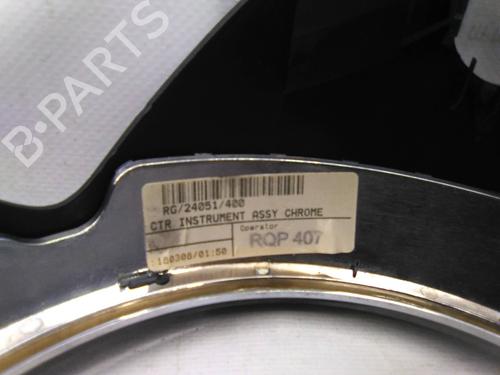 B-PARTS
RG/24051/400
CTR INSTRUMENT ASSY CHROME
Operator
RQP 407
180308/01:50